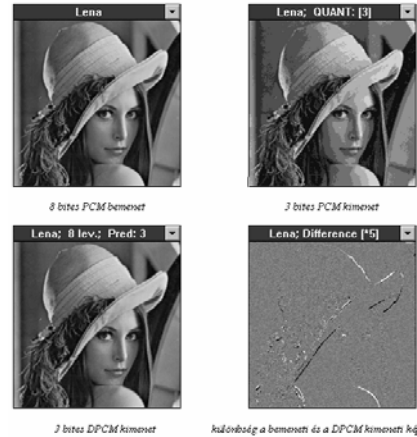 Lena
Lena; QUANT: [3]
8 bites PCM bemenet
3 bites PCM kimenet
Lena; 8 lev.; Pred: 3
Lena; Difference [*5]
3 bites DPCM kimenet
különbség a bemeneti és a DPCM kimeneti ké